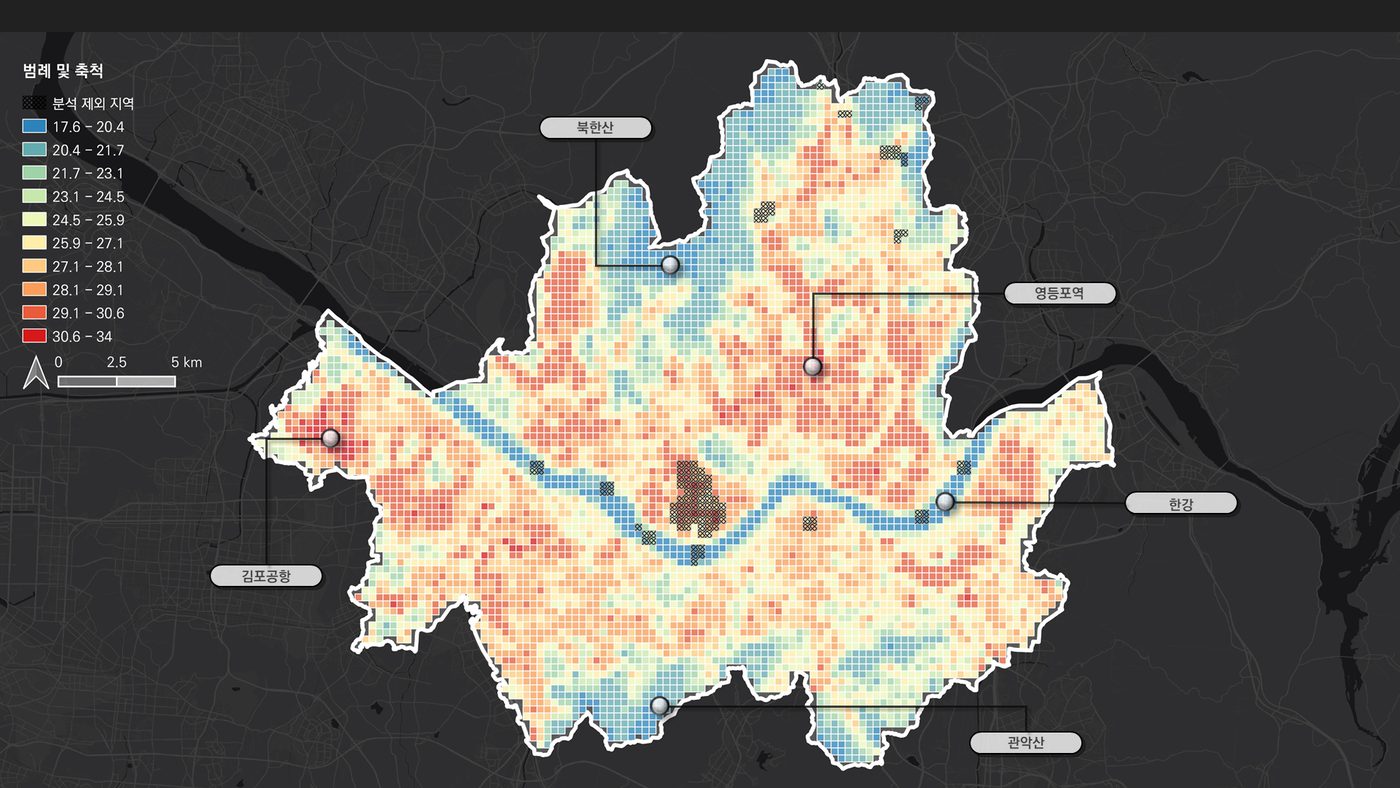 범례 및 축척
분석 제외 지역
17.6 – 20.4
20.4 – 21.7
21.7 – 23.1
23.1 – 24.5
24.5 – 25.9
25.9 – 27.1
27.1 – 28.1
28.1 – 29.1
29.1 – 30.6
30.6 – 34
0 2.5 5 km
북한산
영등포역
한강
김포공항
관악산